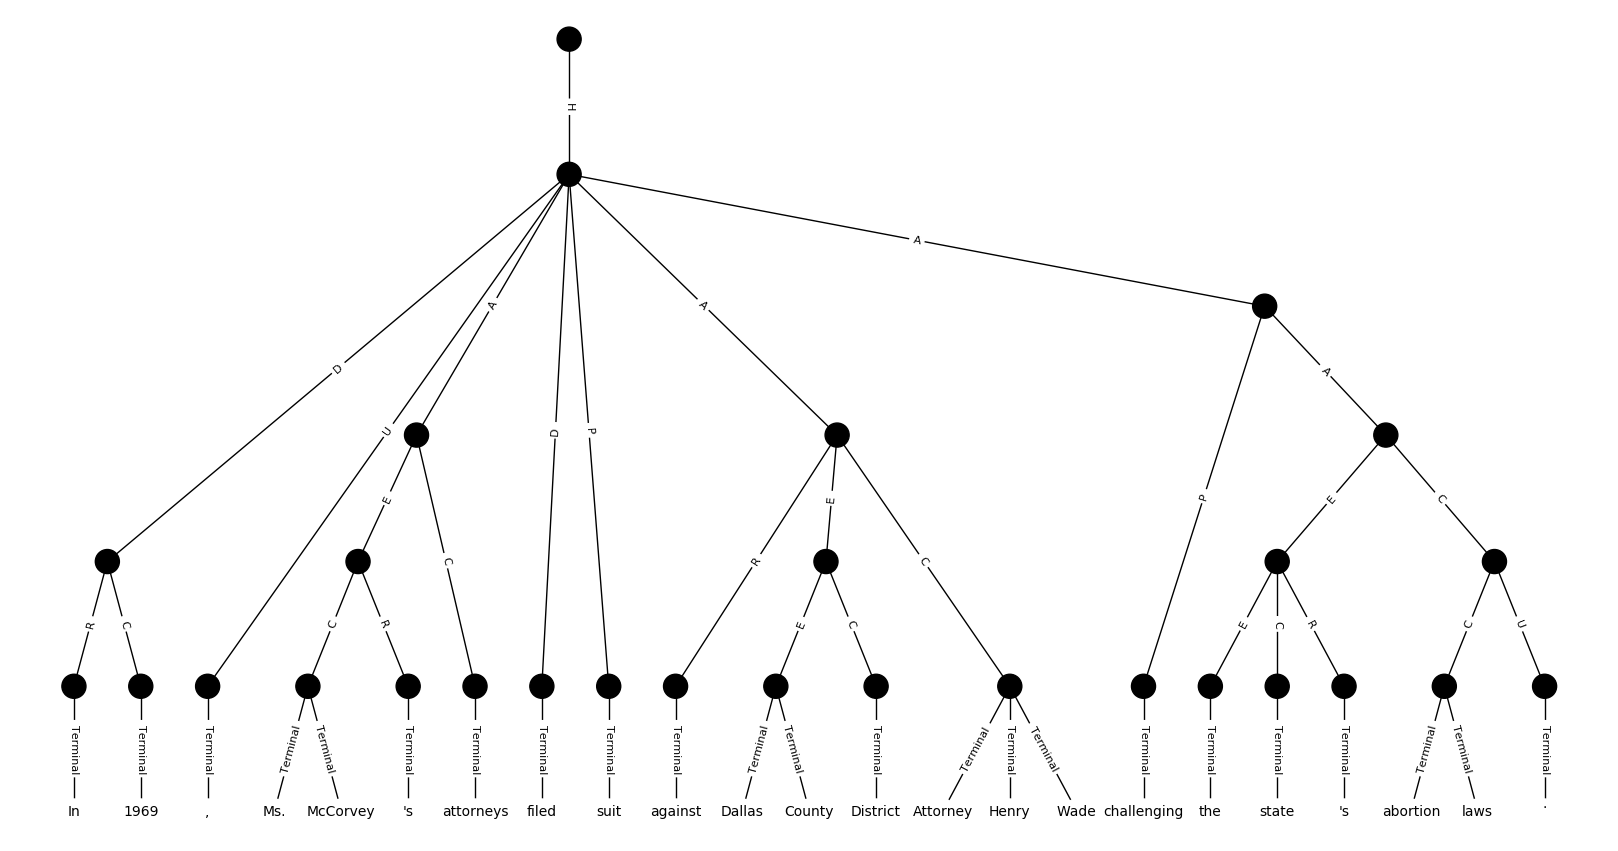 H
A
D
U
A
D
P
A
A
E
C
R
E
C
P
E
C
R
C
C
R
E
C
E
C
R
C
U
Terminal Terminal Terminal Terminal Terminal Terminal Terminal Terminal Terminal Terminal Terminal Terminal Terminal Terminal Terminal Terminal Terminal Terminal Terminal Terminal Terminal Terminal Terminal
In 1969 , Ms. McCorvey 's attorneys filed suit against Dallas County District Attorney Henry Wade challenging the state 's abortion laws .